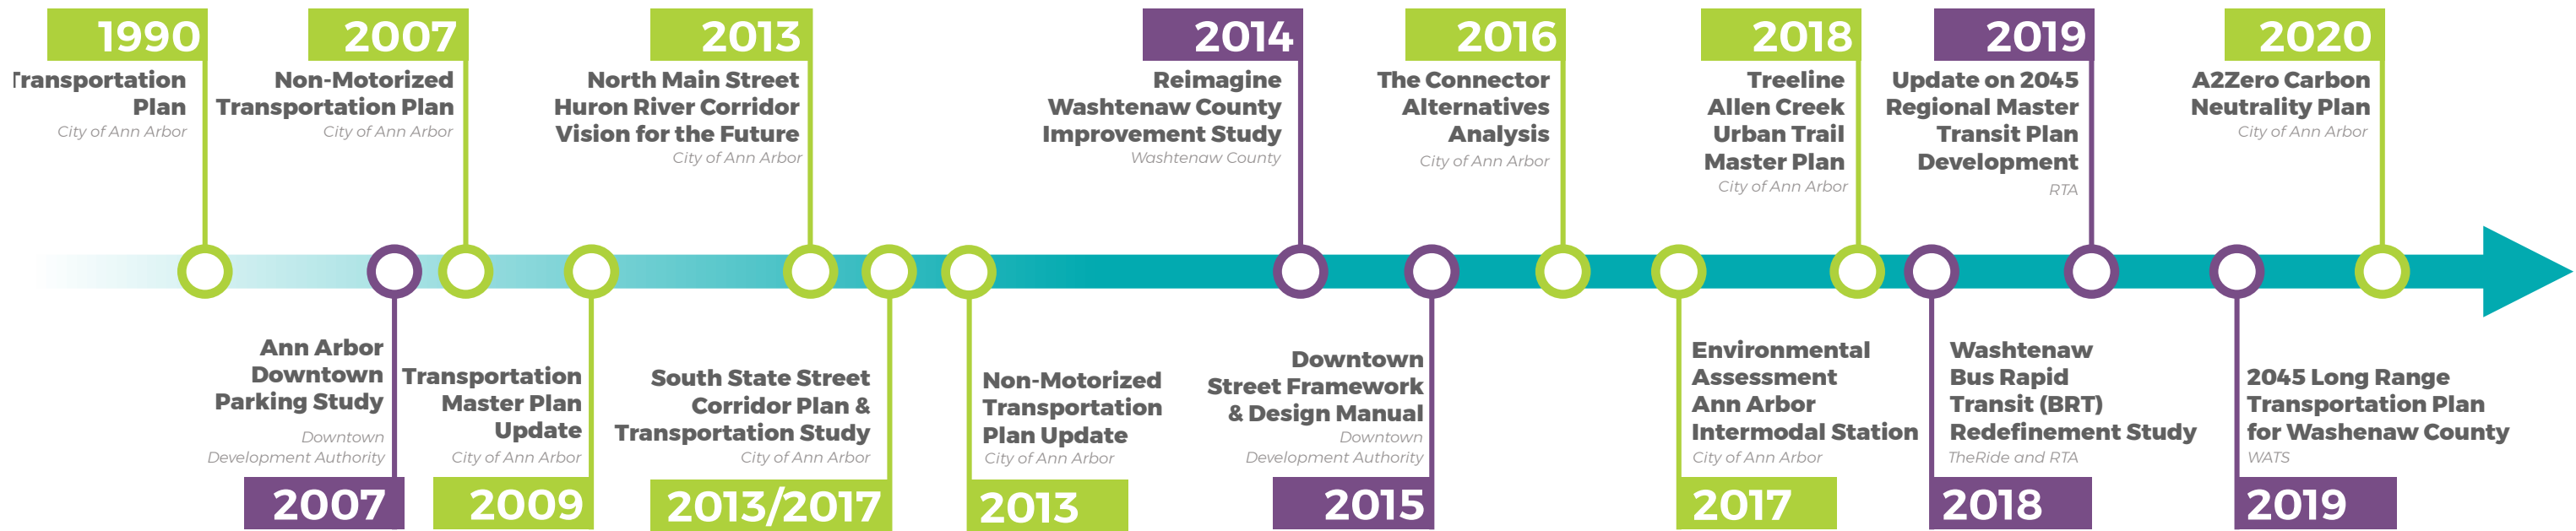 1990
Transportation
Plan
City of Ann Arbor
2007
Non-Motorized
Transportation Plan
City of Ann Arbor
2013
North Main Street
Huron River Corridor
Vision for the Future
City of Ann Arbor
2014
Reimagine
Washtenaw County
Improvement Study
Washtenaw County
2016
The Connector
Alternatives
Analysis
City of Ann Arbor
2018
Treeline
Allen Creek
Urban Trail
Master Plan
City of Ann Arbor
2019
Update on 2045
Regional Master
Transit Plan
Development
RTA
2020
A2Zero Carbon
Neutrality Plan
City of Ann Arbor
Ann Arbor
Downtown
Parking Study
Downtown
Development Authority
2007
Transportation
Master Plan
Update
City of Ann Arbor
2009
South State Street
Corridor Plan &
Transportation Study
City of Ann Arbor
2013/2017
Non-Motorized
Transportation
Plan Update
City of Ann Arbor
2013
Downtown
Street Framework
& Design Manual
Downtown
Development Authority
2015
Environmental
Assessment
Ann Arbor
Intermodal Station
City of Ann Arbor
2017
Washtenaw
Bus Rapid
Transit (BRT)
Redefinement Study
TheRide and RTA
2018
2045 Long Range
Transportation Plan
for Washenaw County
WATS
2019